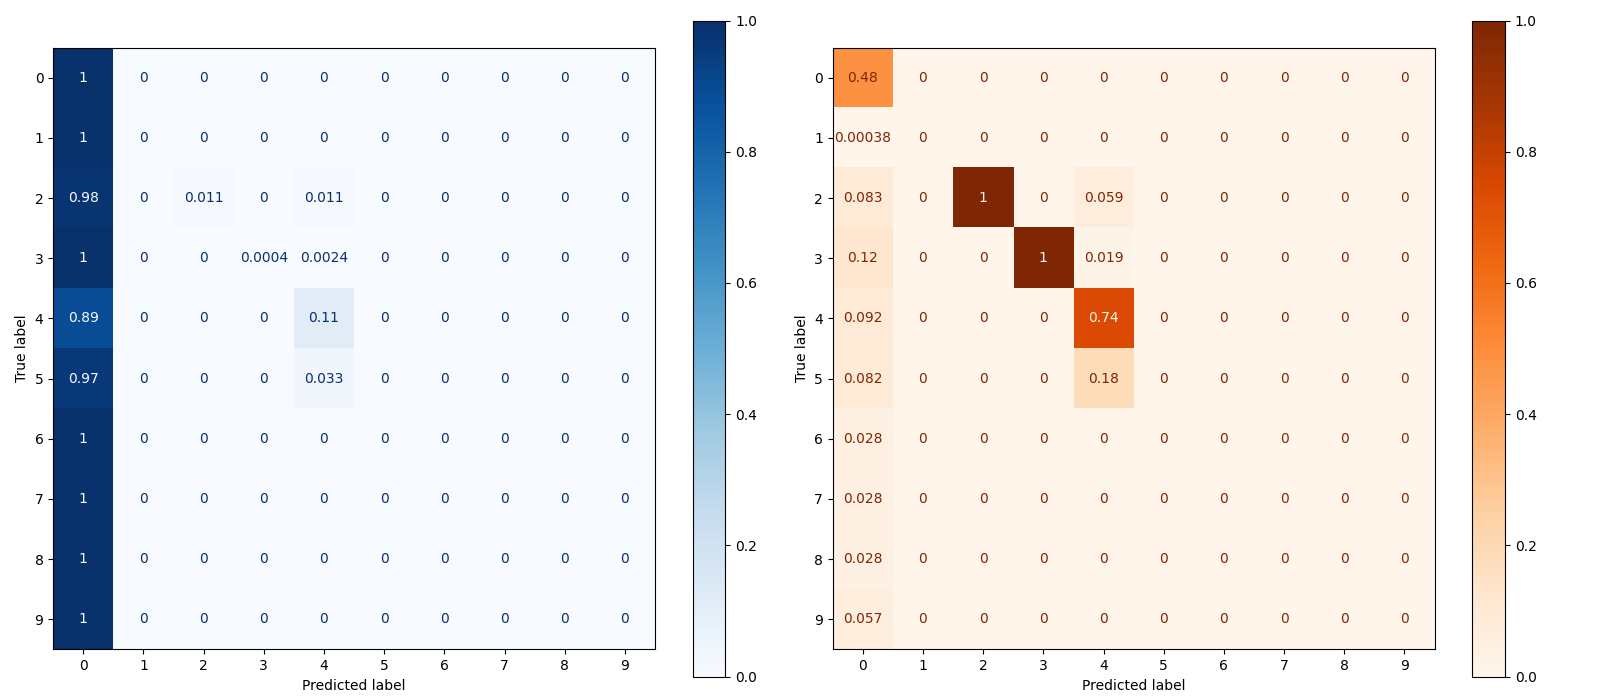 1.0 1.0
0 1 0 0 0 0 0 0 0 0 0 0 0.48 0 0 0 0 0 0 0 0 0
1 1 0 0 0 0 0 0 0 0 0 1 0.00038 0 0 0 0 0 0 0 0 0
0.8 0.8
2 0.98 0 0.011 0 0.011 0 0 0 0 0 2 0.083 0 1 0 0.059 0 0 0 0 0
3 1 0 0 0.0004 0.0024 0 0 0 0 0 3 0.12 0 0 1 0.019 0 0 0 0 0
0.6 0.6
4 0.89 0 0 0 0.11 0 0 0 0 0 4 0.092 0 0 0 0.74 0 0 0 0 0
True label True label
5 0.97 0 0 0 0.033 0 0 0 0 0 5 0.082 0 0 0 0.18 0 0 0 0 0
0.4 0.4
6 1 0 0 0 0 0 0 0 0 0 6 0.028 0 0 0 0 0 0 0 0 0
7 1 0 0 0 0 0 0 0 0 0 7 0.028 0 0 0 0 0 0 0 0 0
0.2 0.2
8 1 0 0 0 0 0 0 0 0 0 8 0.028 0 0 0 0 0 0 0 0 0
9 1 0 0 0 0 0 0 0 0 0 9 0.057 0 0 0 0 0 0 0 0 0
0 1 2 3 4 5 6 7 8 9 0 1 2 3 4 5 6 7 8 9
0.0 0.0
Predicted label Predicted label